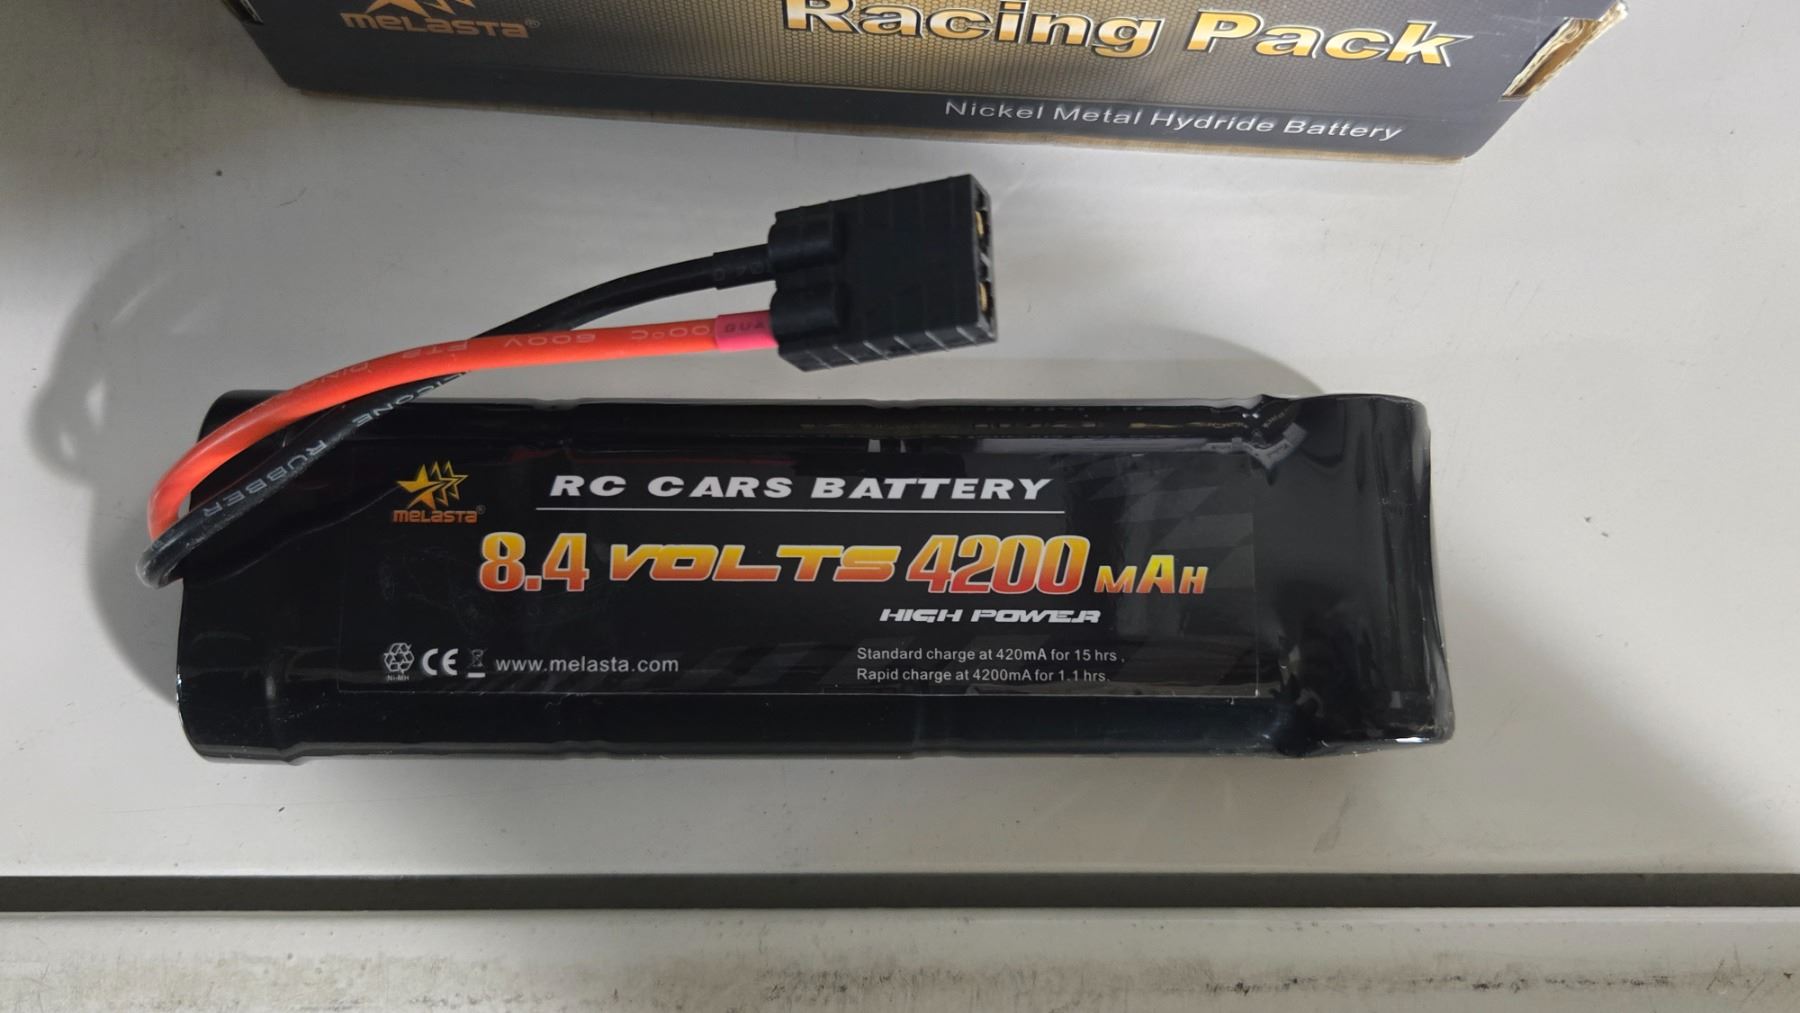 MELASTA®
Racing Pack
Nickel Metal Hydride Battery
600V
SILICONE RUBBER
MELASTA®
RC CARS BATTERY
8.4 VOLTS 4200 MAH
HIGH POWER
Ni-MH
CE
www.melasta.com
Standard charge at 420mA for 15 hrs .
Rapid charge at 4200mA for 1.1 hrs.